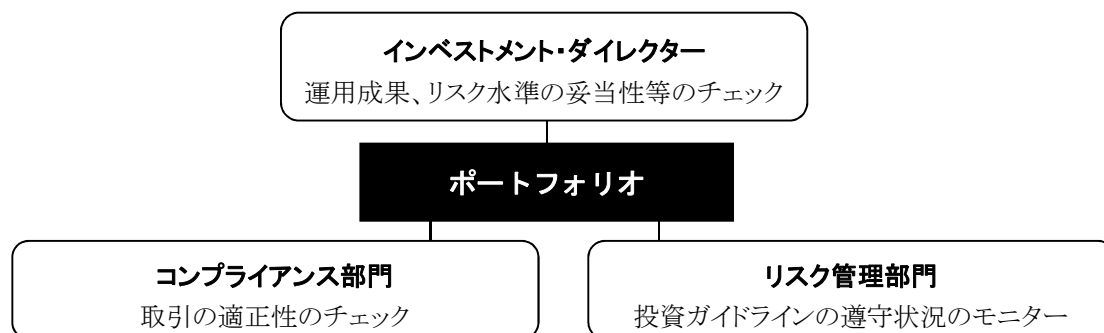 インベストメント・ダイレクター
運用成果、リスク水準の妥当性等のチェック
ポートフォリオ
コンプライアンス部門
取引の適正性のチェック
リスク管理部門
投資ガイドラインの遵守状況のモニター